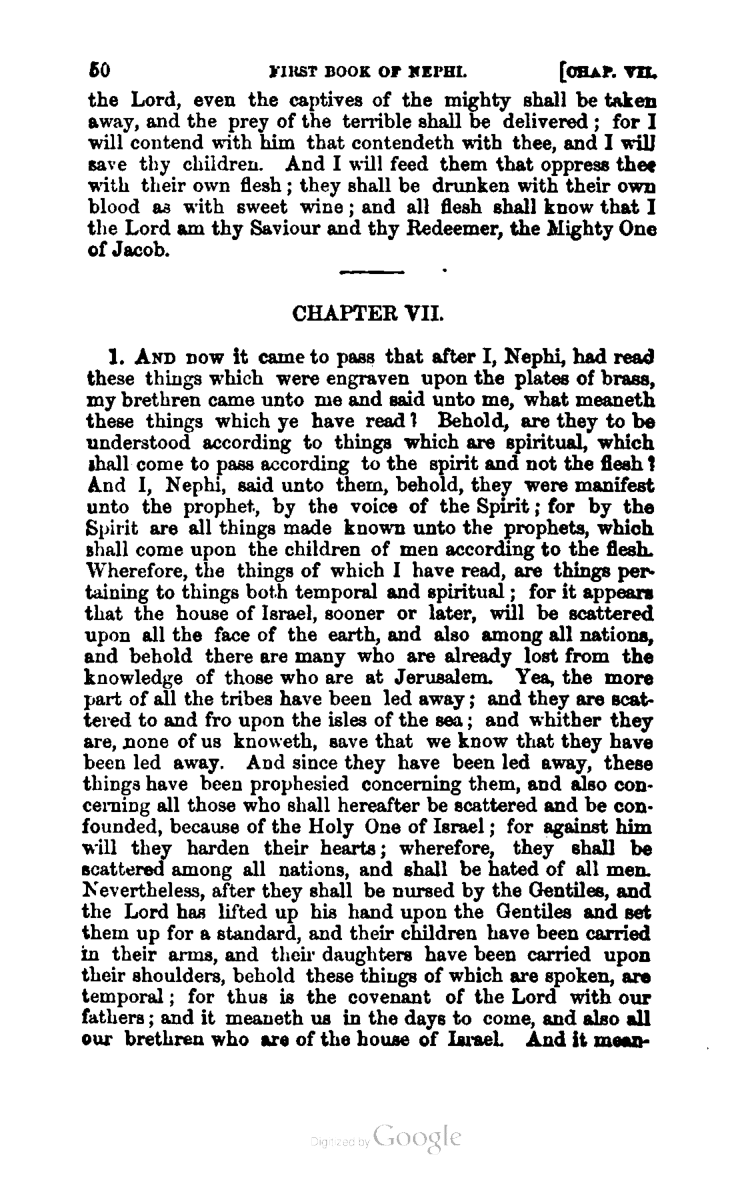 50 FIRST BOOK OF NEPHI. [CHAP. VII.
the Lord, even the captives of the mighty shall be taken
away, and the prey of the terrible shall be delivered; for I
will contend with him that contendeth with thee, and I will
save thy children. And I will feed them that oppress thee
with their own flesh; they shall be drunken with their own
blood as with sweet wine; and all flesh shall know that I
the Lord am thy Saviour and thy Redeemer, the Mighty One
of Jacob.
CHAPTER VII.
1. AND now it came to pass that after I, Nephi, had read
these things which were engraven upon the plates of brass,
my brethren came unto me and said unto me, what meaneth
these things which ye have read? Behold, are they to be
understood according to things which are spiritual, which
shall come to pass according to the spirit and not the flesh?
And I, Nephi, said unto them, behold, they were manifest
unto the prophet, by the voice of the Spirit; for by the
Spirit are all things made known unto the prophets, which
shall come upon the children of men according to the flesh.
Wherefore, the things of which I have read, are things per-
taining to things both temporal and spiritual; for it appears
that the house of Israel, sooner or later, will be scattered
upon all the face of the earth, and also among all nations,
and behold there are many who are already lost from the
knowledge of those who are at Jerusalem. Yea, the more
part of all the tribes have been led away; and they are scat-
tered to and fro upon the isles of the sea; and whither they
are, none of us knoweth, save that we know that they have
been led away. And since they have been led away, these
things have been prophesied concerning them, and also con-
cerning all those who shall hereafter be scattered and be con-
founded, because of the Holy One of Israel; for against him
will they harden their hearts; wherefore, they shall be
scattered among all nations, and shall be hated of all men.
Nevertheless, after they shall be nursed by the Gentiles, and
the Lord has lifted up his hand upon the Gentiles and set
them up for a standard, and their children have been carried
in their arms, and their daughters have been carried upon
their shoulders, behold these things of which are spoken, are
temporal; for thus is the covenant of the Lord with our
fathers; and it meaneth us in the days to come, and also all
our brethren who are of the house of Israel. And it mean-
Digitized by Google